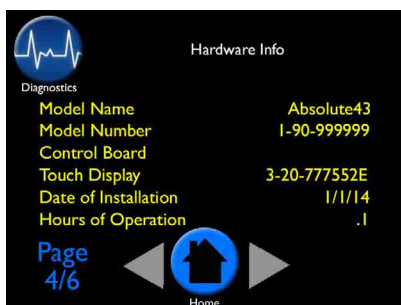 Hardware Info
Diagnostics
Model Name Absolute43
Model Number 1-90-999999
Control Board
Touch Display 3-20-777552E
Date of Installation 1/1/14
Hours of Operation .1
Page
4/6
Home